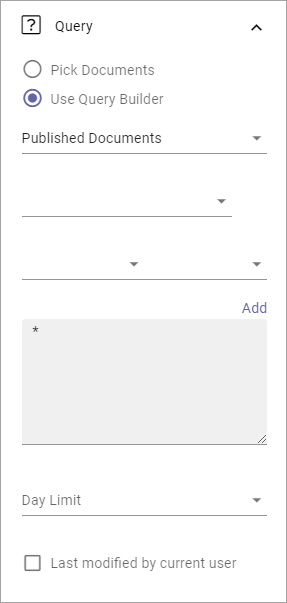 Query
Pick Documents
Use Query Builder
Published Documents
Add
*
Day Limit
Last modified by current user